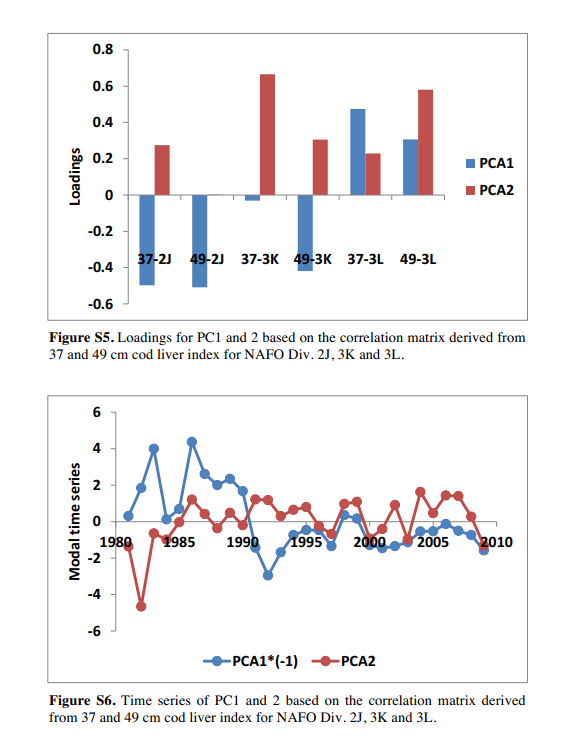 0.8
0.6
0.4
0.2
0
-0.2
-0.4
-0.6
Loadings
37-2J 49-2J 37-3K 49-3K 37-3L 49-3L
PCA1
PCA2
Figure S5. Loadings for PC1 and 2 based on the correlation matrix derived from
37 and 49 cm cod liver index for NAFO Div. 2J, 3K and 3L.
6
4
2
0
-2
-4
-6
Modal time series
1980 1985 1990 1995 2000 2005 2010
PCA1*(-1) PCA2
Figure S6. Time series of PC1 and 2 based on the correlation matrix derived
from 37 and 49 cm cod liver index for NAFO Div. 2J, 3K and 3L.